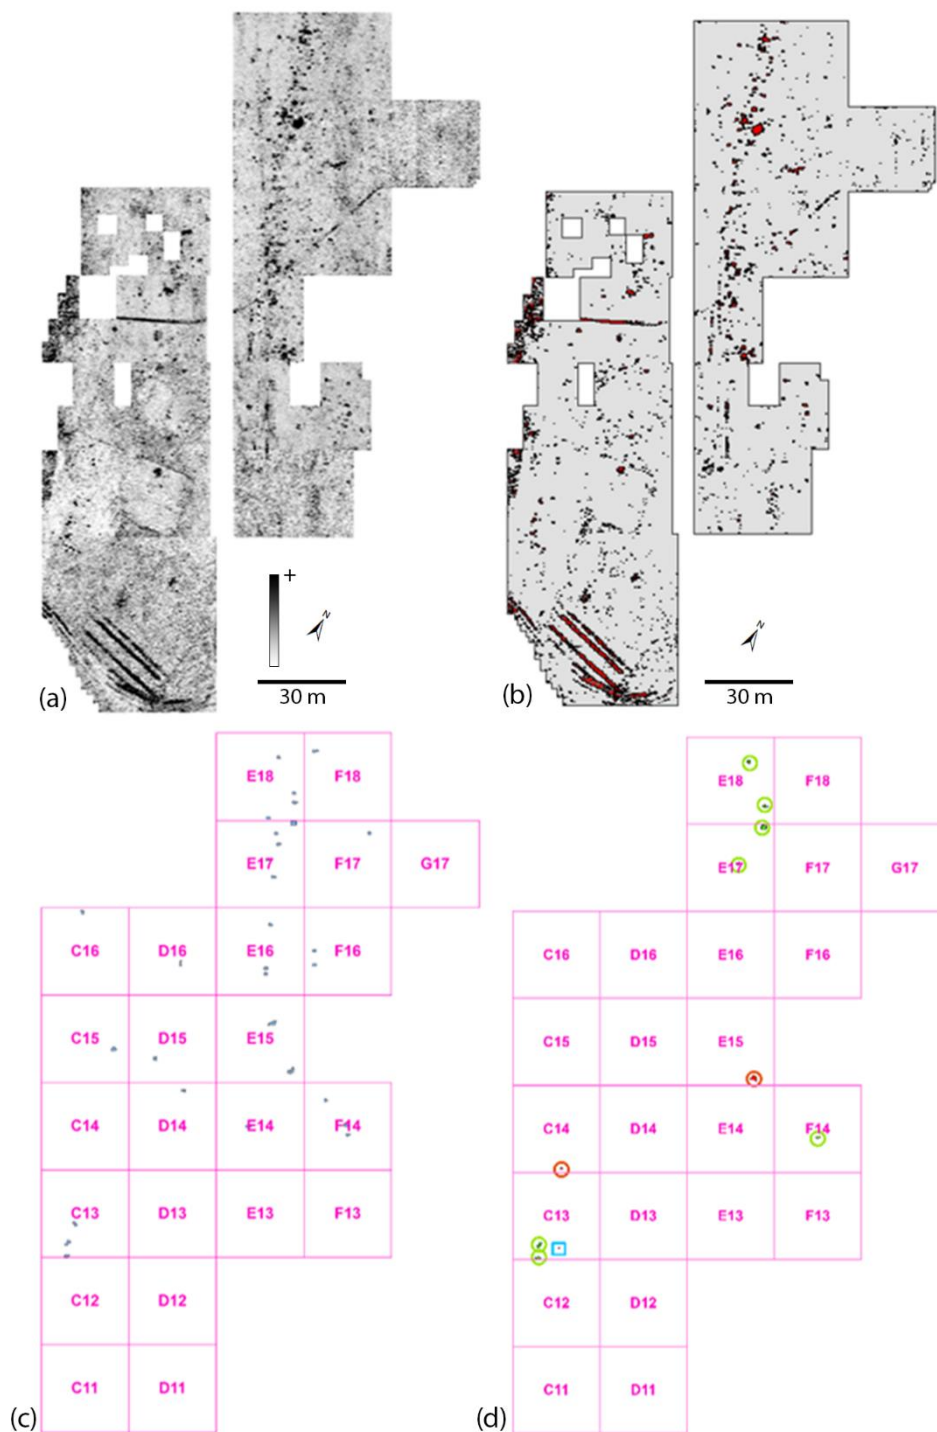 +
N
N
(a)
30 m
(b)
30 m
E18
F18
E17
F17
G17
C16
D16
E16
F16
C15
D15
E15
C14
D14
E14
F14
C13
D13
E13
F13
C12
D12
C11
D11
(c)
E18
F18
E17
F17
G17
C16
D16
E16
F16
C15
D15
E15
C14
D14
E14
F14
C13
D13
E13
F13
C12
D12
C11
D11
(d)